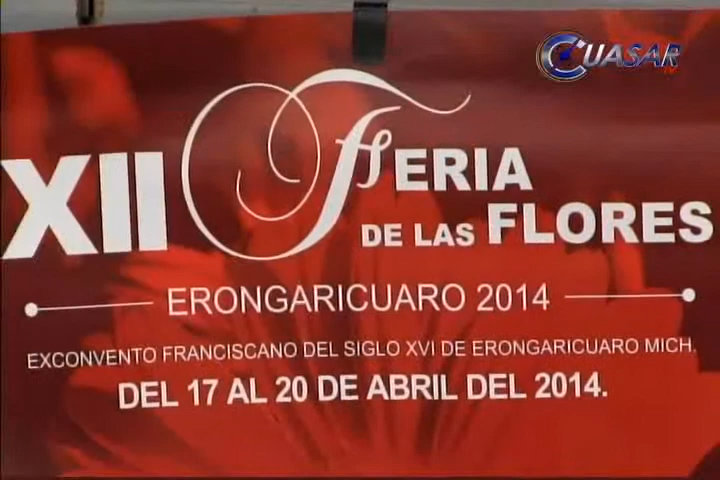 CUASAR TV
XII FERIA
DE LAS FLORES
ERONGARICUARO 2014
EXCONVENTO FRANCISCANO DEL SIGLO XVI DE ERONGARICUARO MICH.
DEL 17 AL 20 DE ABRIL DEL 2014.